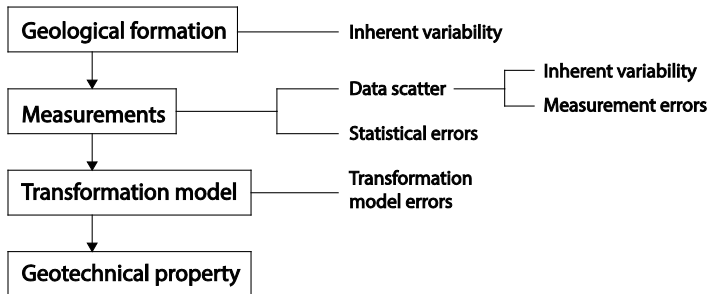 Geological formation
Inherent variability
Measurements
Data scatter
Inherent variability
Measurement errors
Statistical errors
Transformation model
Transformation
model errors
Geotechnical property